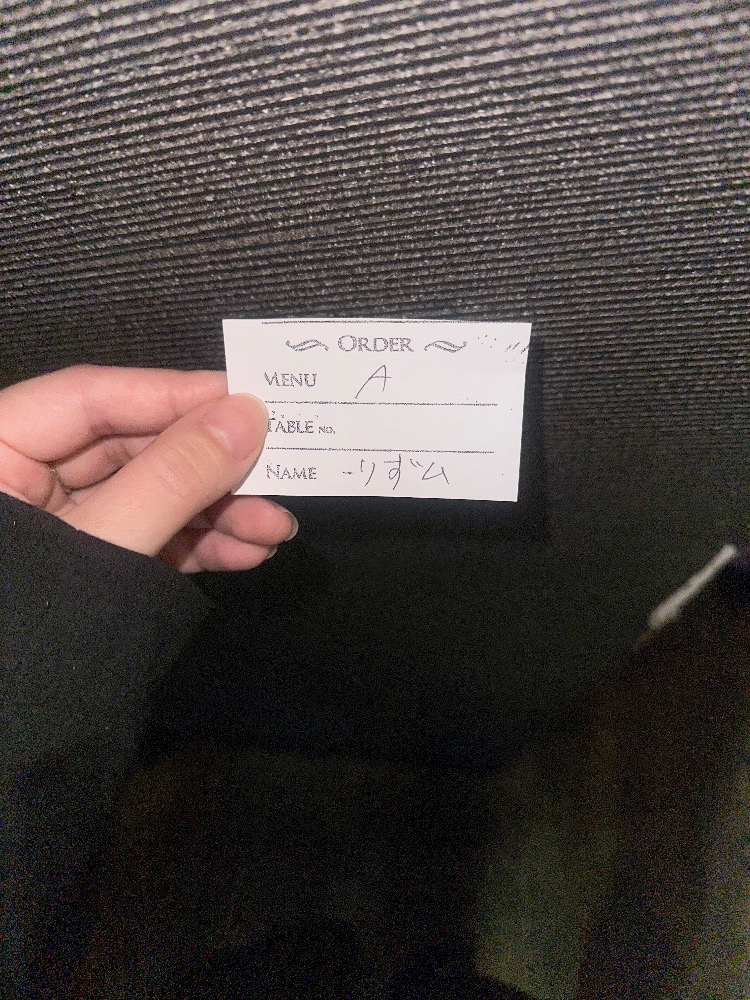 ORDER
MENU A
TABLE NO.
NAME りずム